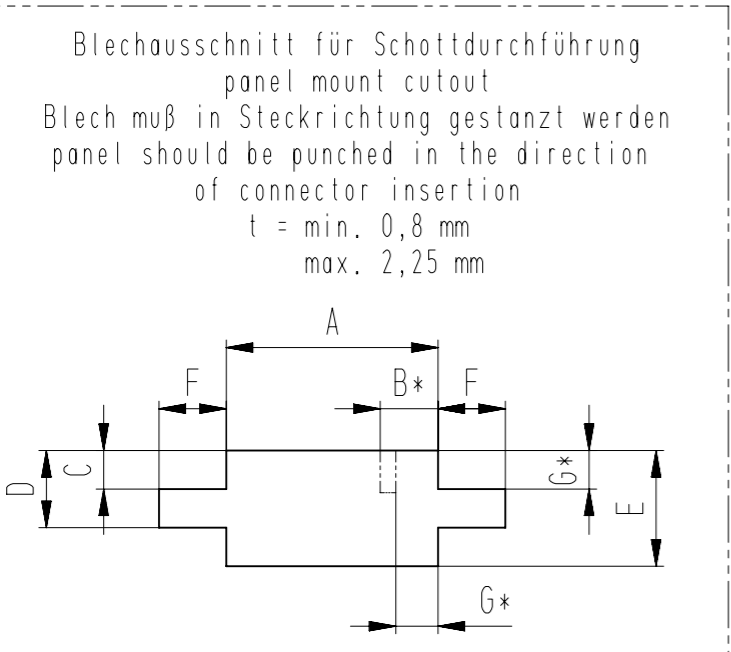 Blechausschnitt für Schottdurchführung
panel mount cutout
Blech muß in Steckrichtung gestanzt werden
panel should be punched in the direction
of connector insertion
t = min. 0,8 mm
max. 2,25 mm
A
F
B*
F
C
D
G*
E
G*